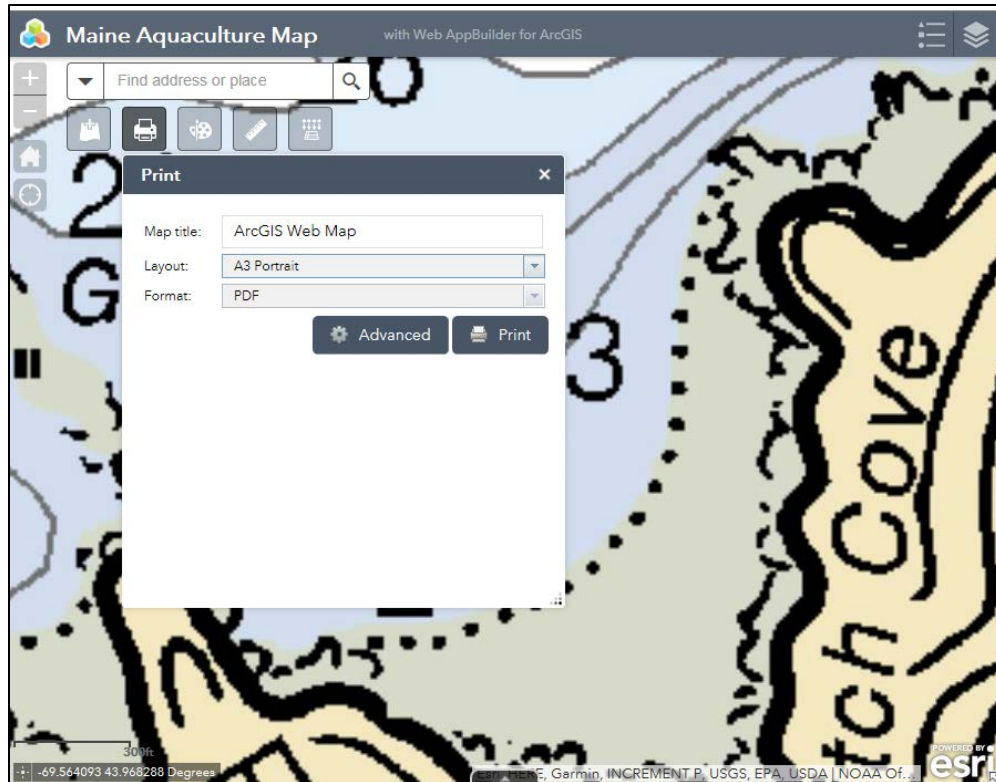 Maine Aquaculture Map with Web AppBuilder for ArcGIS
Find address or place
2
G
3
Print
Map title: ArcGIS Web Map
Layout: A3 Portrait
Format: PDF
Advanced Print
tch Cove
300ft
-69.564093 43.968288 Degrees
Esri, HERE, Garmin, INCREMENT P, USGS, EPA, USDA | NOAA Of...
POWERED BY
esri